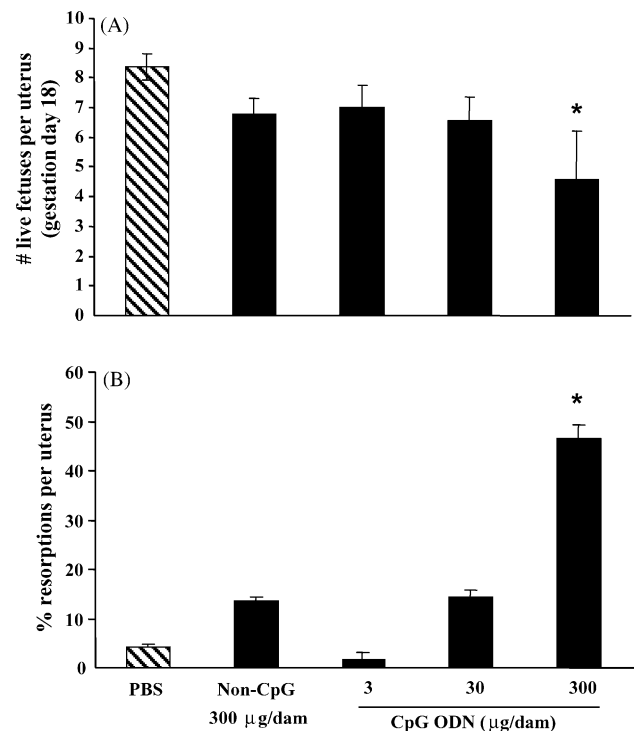 (A)
# live fetuses per uterus
(gestation day 18)
10
9
8
7
6
5
4
3
2
1
0
*
(B)
% resorptions per uterus
60
50
40
30
20
10
0
*
PBS Non-CpG 3 30 300
300 µg/dam CpG ODN (µg/dam)